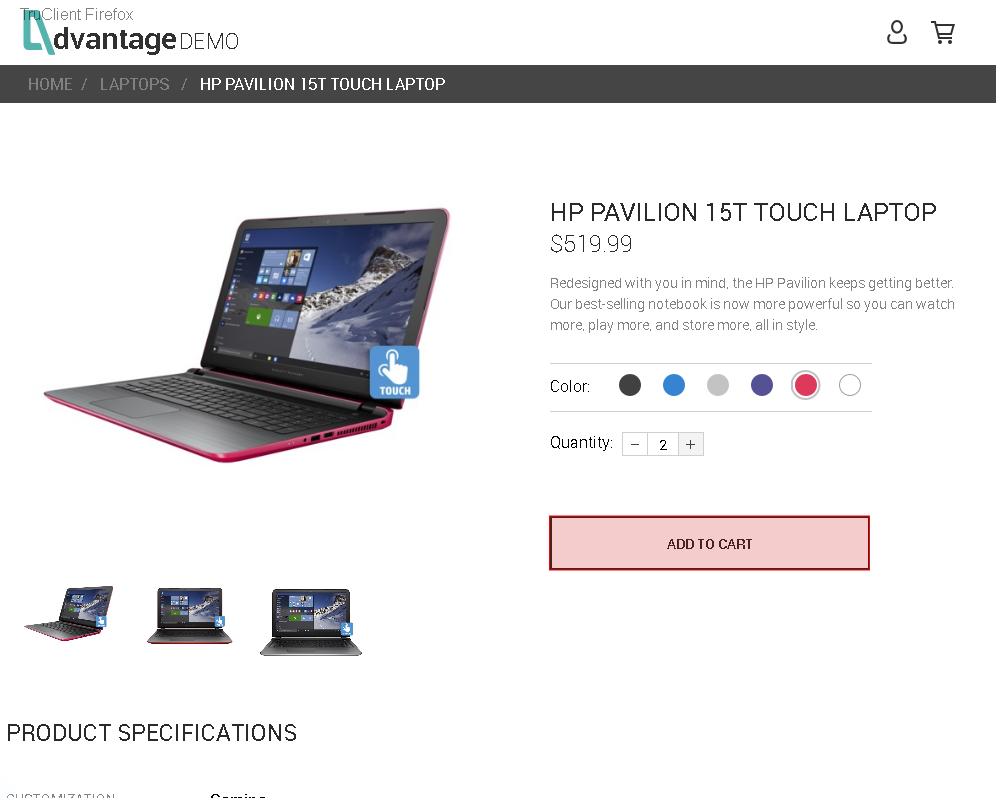 TruClient Firefox
dvantage DEMO
HOME / LAPTOPS / HP PAVILION 15T TOUCH LAPTOP
HP PAVILION 15T TOUCH LAPTOP
$519.99
Redesigned with you in mind, the HP Pavilion keeps getting better.
Our best-selling notebook is now more powerful so you can watch
more, play more, and store more, all in style.
TOUCH
Color:
Quantity: − 2 +
ADD TO CART
PRODUCT SPECIFICATIONS
CUSTOMIZATION Gaming